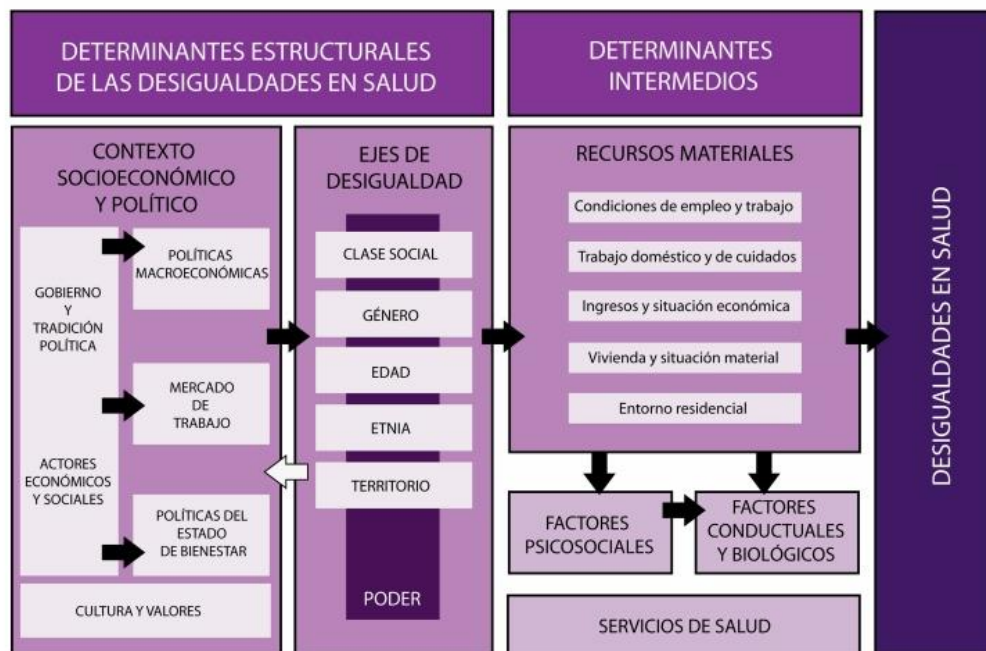 DETERMINANTES ESTRUCTURALES
DE LAS DESIGUALDADES EN SALUD
DETERMINANTES
INTERMEDIOS
CONTEXTO
SOCIOECONÓMICO
Y POLÍTICO
GOBIERNO
Y
TRADICIÓN
POLÍTICA
ACTORES
ECONÓMICOS
Y SOCIALES
POLÍTICAS
MACROECONÓMICAS
MERCADO
DE
TRABAJO
POLÍTICAS DEL
ESTADO
DE BIENESTAR
CULTURA Y VALORES
EJES DE
DESIGUALDAD
CLASE SOCIAL
GÉNERO
EDAD
ETNIA
TERRITORIO
PODER
RECURSOS MATERIALES
Condiciones de empleo y trabajo
Trabajo doméstico y de cuidados
Ingresos y situación económica
Vivienda y situación material
Entorno residencial
FACTORES
PSICOSOCIALES
FACTORES
CONDUCTUALES
Y BIOLÓGICOS
SERVICIOS DE SALUD
DESIGUALDADES EN SALUD